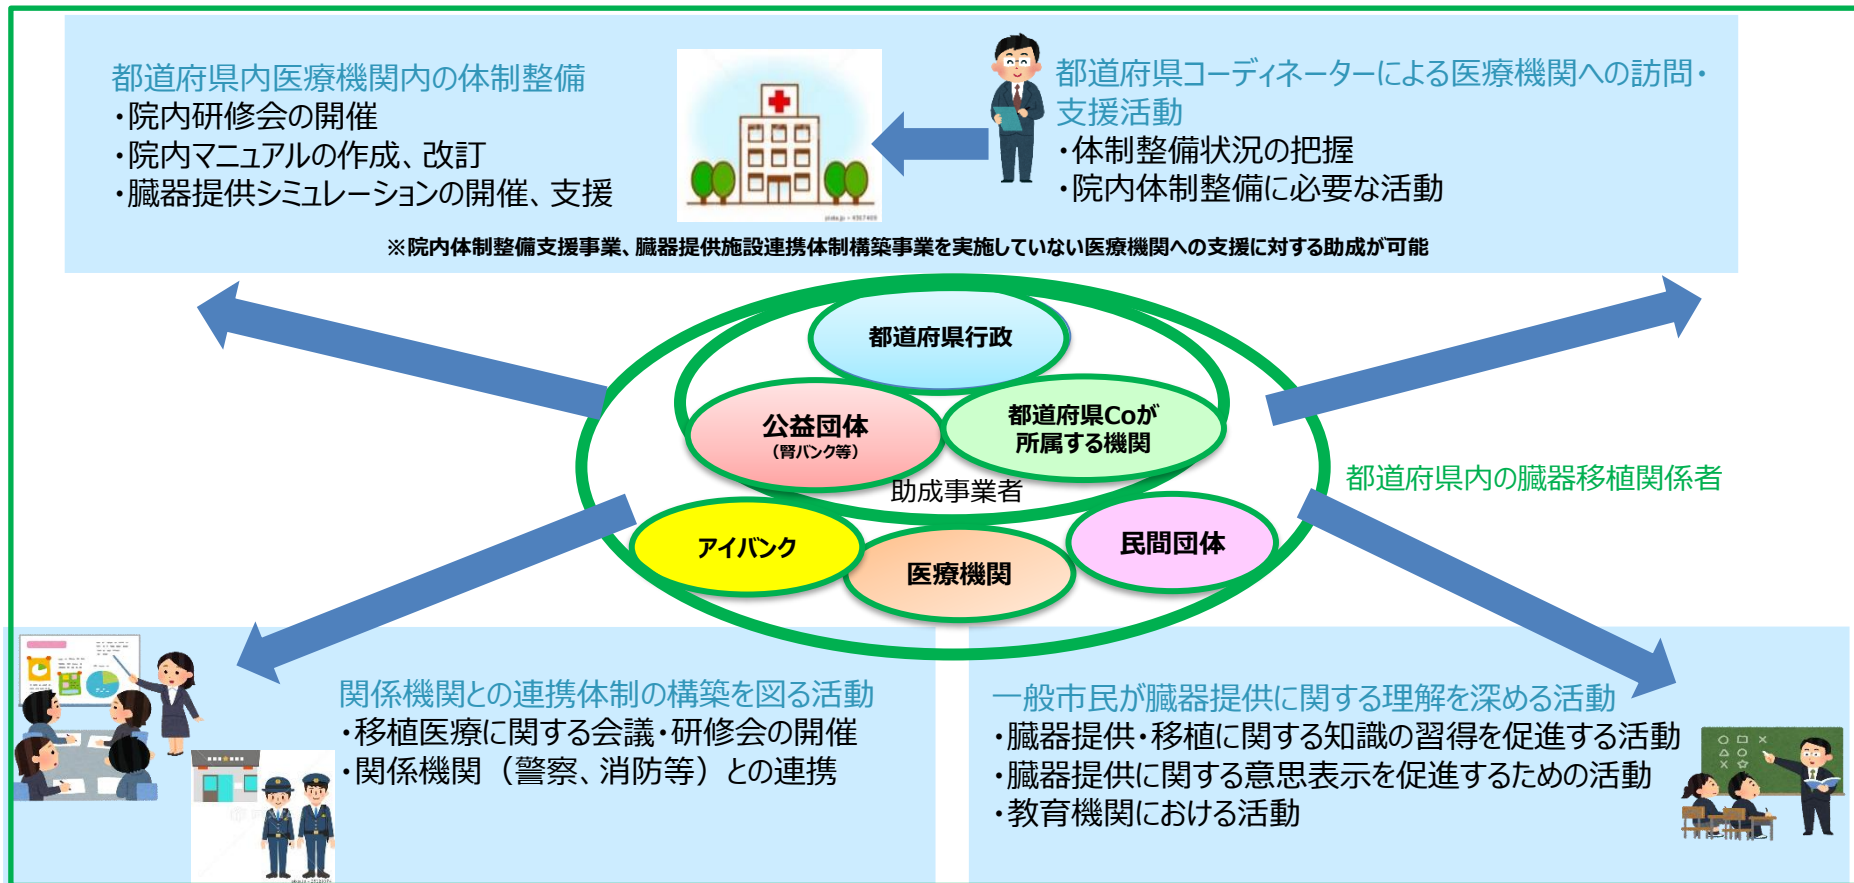 都道府県内医療機関内の体制整備
・院内研修会の開催
・院内マニュアルの作成、改訂
・臓器提供シミュレーションの開催、支援
都道府県コーディネーターによる医療機関への訪問・
支援活動
・体制整備状況の把握
・院内体制整備に必要な活動
※院内体制整備支援事業、臓器提供施設連携体制構築事業を実施していない医療機関への支援に対する助成が可能
都道府県行政
公益団体
（腎バンク等）
都道府県Coが
所属する機関
助成事業者
都道府県内の臓器移植関係者
アイバンク
医療機関
民間団体
関係機関との連携体制の構築を図る活動
・移植医療に関する会議・研修会の開催
・関係機関（警察、消防等）との連携
一般市民が臓器提供に関する理解を深める活動
・臓器提供・移植に関する知識の習得を促進する活動
・臓器提供に関する意思表示を促進するための活動
・教育機関における活動